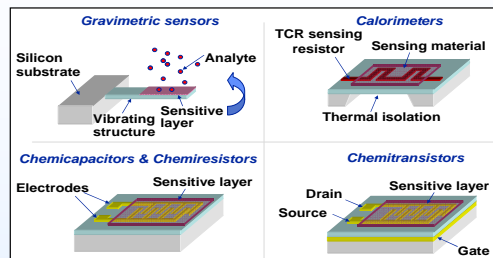 Gravimetric sensors
Analyte
Silicon
substrate
Vibrating
structure
Sensitive
layer
Calorimeters
TCR sensing
resistor
Sensing material
Thermal isolation
Chemicapacitors & Chemiresistors
Electrodes
Sensitive layer
Chemitransistors
Drain
Source
Sensitive layer
Gate